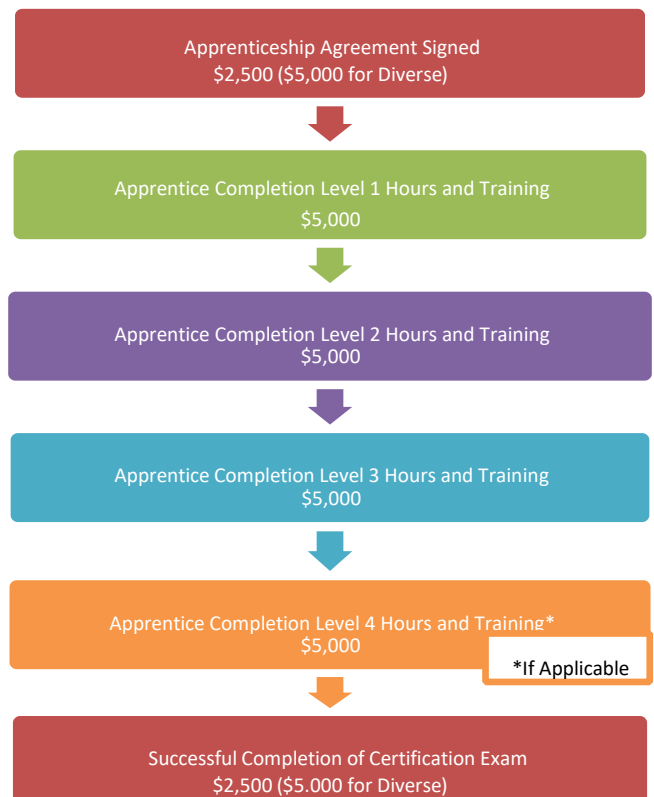 Apprenticeship Agreement Signed
$2,500 ($5,000 for Diverse)
Apprentice Completion Level 1 Hours and Training
$5,000
Apprentice Completion Level 2 Hours and Training
$5,000
Apprentice Completion Level 3 Hours and Training
$5,000
Apprentice Completion Level 4 Hours and Training*
$5,000
*If Applicable
Successful Completion of Certification Exam
$2,500 ($5.000 for Diverse)